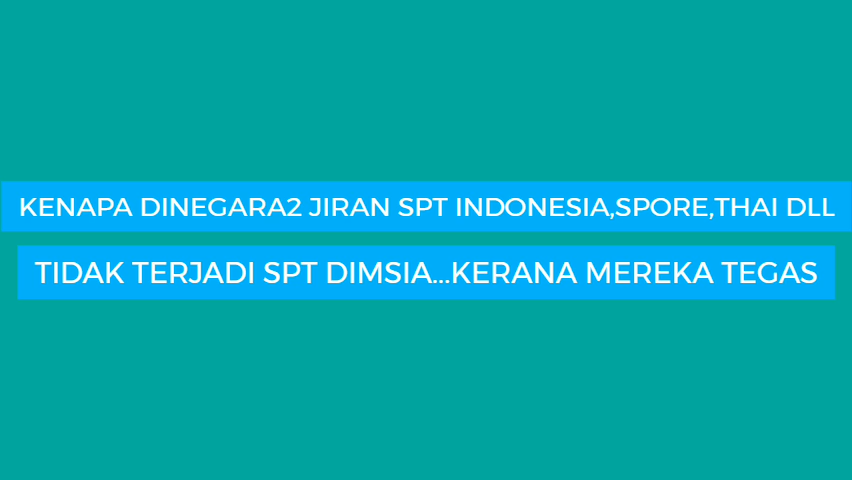 KENAPA DINEGARA2 JIRAN SPT INDONESIA,SPORE,THAI DLL
TIDAK TERJADI SPT DIMSIA...KERANA MEREKA TEGAS